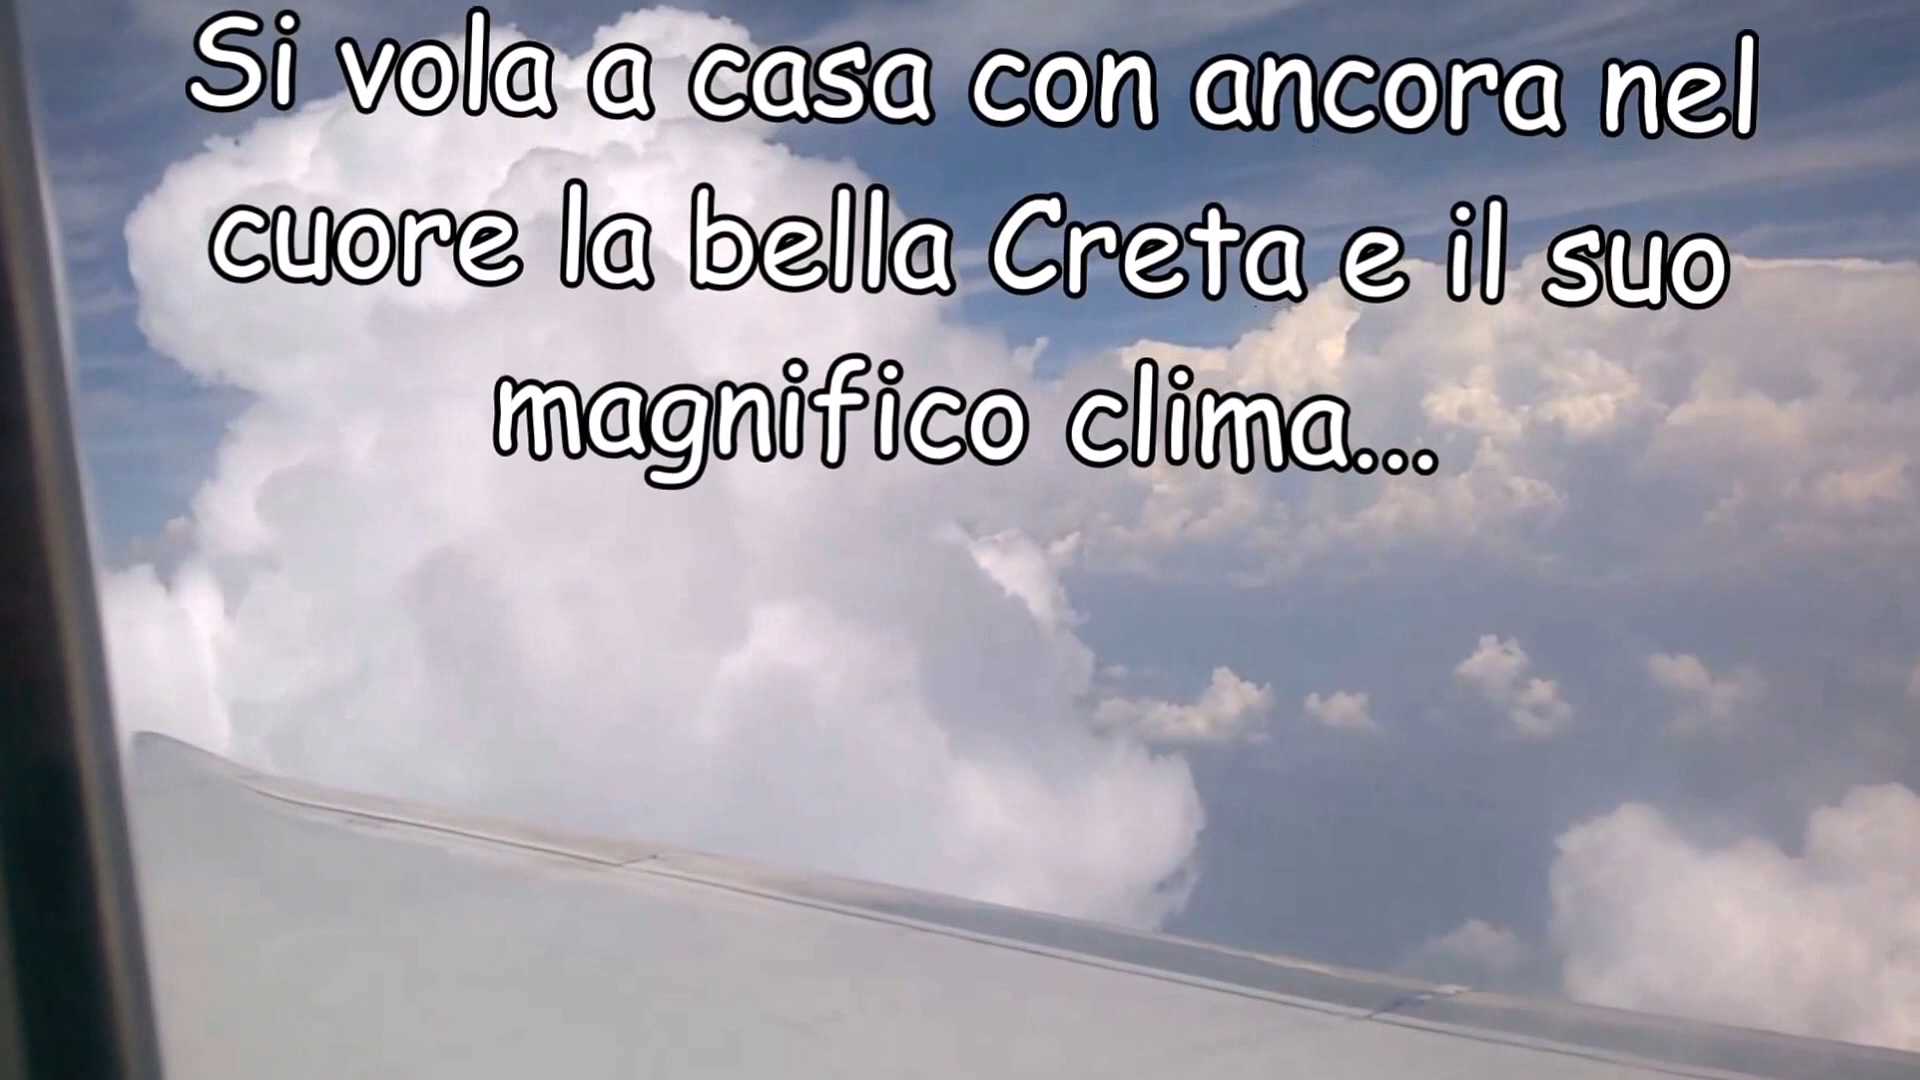 Si vola a casa con ancora nel
cuore la bella Creta e il suo
magnifico clima...